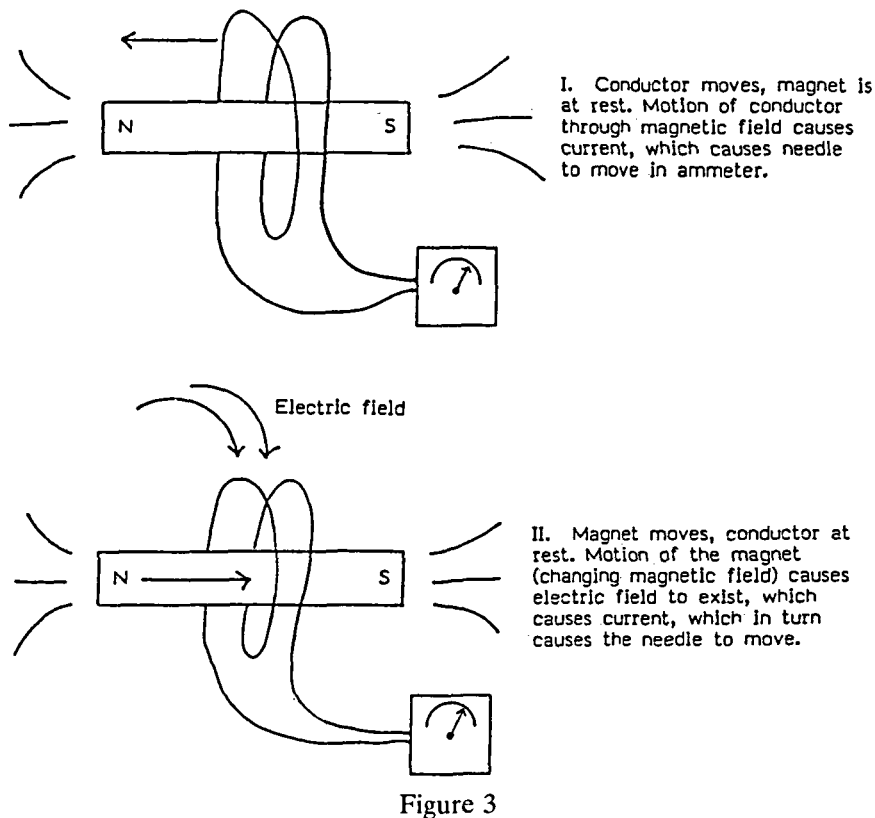 N
S
I. Conductor moves, magnet is
at rest. Motion of conductor
through magnetic field causes
current, which causes needle
to move in ammeter.
Electric field
N
S
II. Magnet moves, conductor at
rest. Motion of the magnet
(changing magnetic field) causes
electric field to exist, which
causes current, which in turn
causes the needle to move.
Figure 3